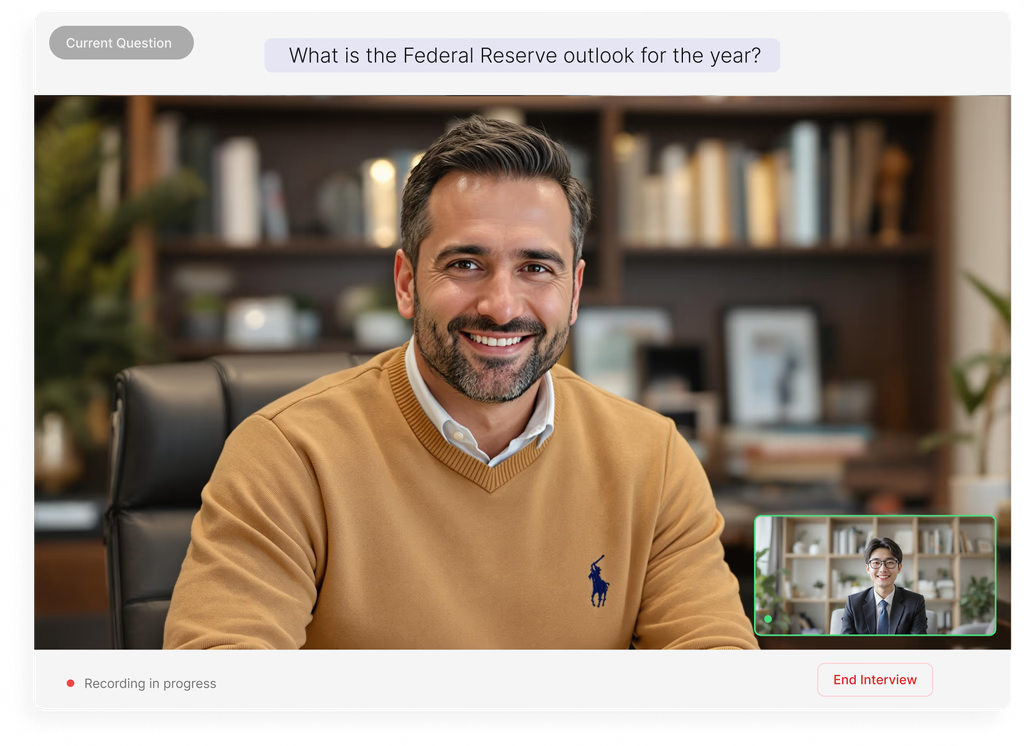 Current Question
What is the Federal Reserve outlook for the year?
Recording in progress
End Interview